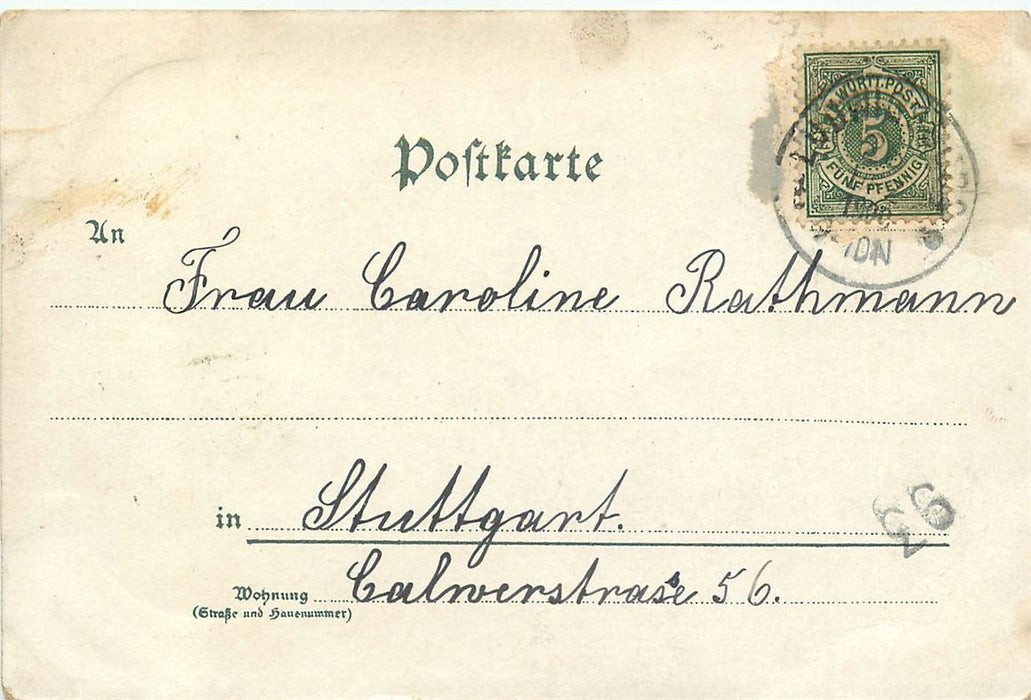 Postkarte
K. WÜRTT. POST
5
FÜNF PFENNIG
An
Frau Caroline Rathmann
in Stuttgart.
Wohnung Calwerstrasse 56.
(Straße und Hausnummer)